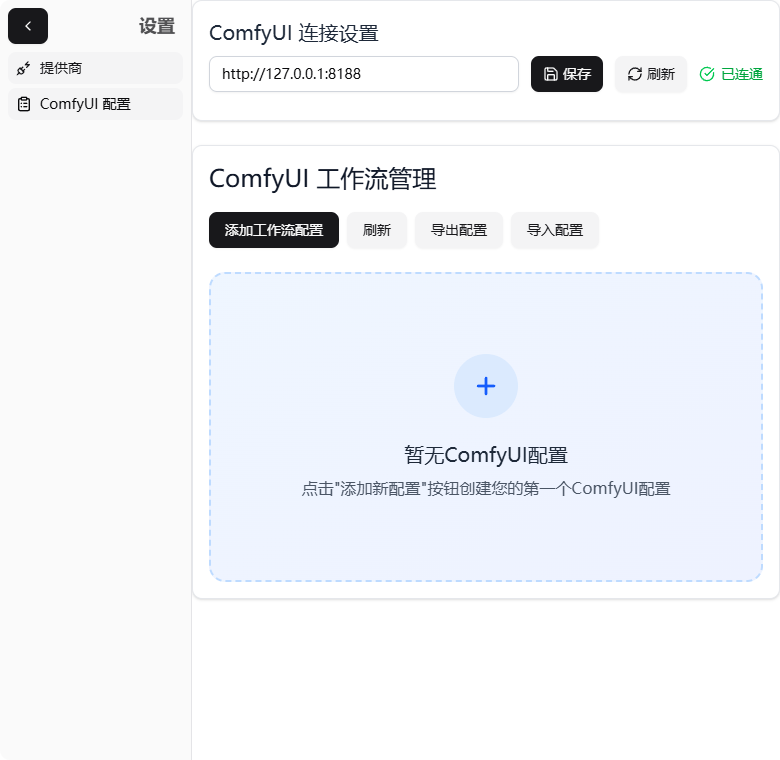 设置
提供商
ComfyUI 配置
ComfyUI 连接设置
http://127.0.0.1:8188
保存
刷新
已连通
ComfyUI 工作流管理
添加工作流配置
刷新
导出配置
导入配置
暂无ComfyUI配置
点击"添加新配置"按钮创建您的第一个ComfyUI配置